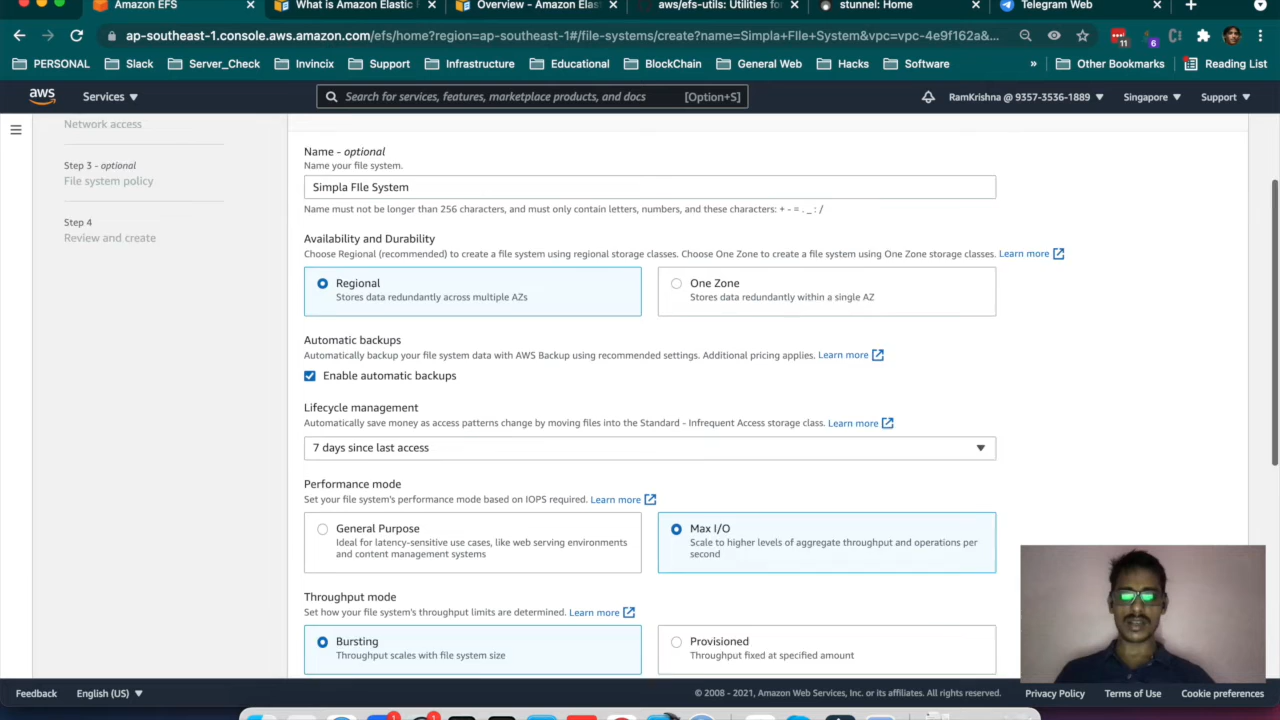 Amazon EFS
What is Amazon Elastic F
Overview - Amazon Elast
aws/efs-utils: Utilities fo
stunnel: Home
Telegram Web
ap-southeast-1.console.aws.amazon.com/efs/home?region=ap-southeast-1#/file-systems/create?name=Simpla+FIle+System&vpc=vpc-4e9f162a&...
11
6
PERSONAL
Slack
Server_Check
Invincix
Support
Infrastructure
Educational
BlockChain
General Web
Hacks
Software
»
Other Bookmarks
Reading List
aws
Services
Search for services, features, marketplace products, and docs
[Option+S]
RamKrishna @ 9357-3536-1889
Singapore
Support
Network access
Step 3 - optional
File system policy
Step 4
Review and create
Name - optional
Name your file system.
Simpla FIle System
Name must not be longer than 256 characters, and must only contain letters, numbers, and these characters: + - = . _ : /
Availability and Durability
Choose Regional (recommended) to create a file system using regional storage classes. Choose One Zone to create a file system using One Zone storage classes. Learn more
Regional
Stores data redundantly across multiple AZs
One Zone
Stores data redundantly within a single AZ
Automatic backups
Automatically backup your file system data with AWS Backup using recommended settings. Additional pricing applies. Learn more
Enable automatic backups
Lifecycle management
Automatically save money as access patterns change by moving files into the Standard - Infrequent Access storage class. Learn more
7 days since last access
Performance mode
Set your file system's performance mode based on IOPS required. Learn more
General Purpose
Ideal for latency-sensitive use cases, like web serving environments
and content management systems
Max I/O
Scale to higher levels of aggregate throughput and operations per
second
Throughput mode
Set how your file system's throughput limits are determined. Learn more
Bursting
Throughput scales with file system size
Provisioned
Throughput fixed at specified amount
Feedback
English (US)
© 2008 - 2021, Amazon Web Services, Inc. or its affiliates. All rights reserved.
Privacy Policy
Terms of Use
Cookie preferences
1
1